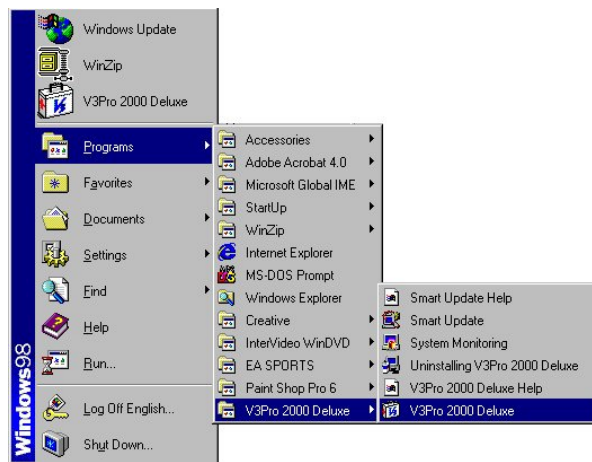 Windows Update
WinZip
V3Pro 2000 Deluxe
Programs
Favorites
Documents
Settings
Find
Help
Run...
Log Off English...
Shut Down...
Windows98
Accessories
Adobe Acrobat 4.0
Microsoft Global IME
StartUp
WinZip
Internet Explorer
MS-DOS Prompt
Windows Explorer
Creative
InterVideo WinDVD
EA SPORTS
Paint Shop Pro 6
V3Pro 2000 Deluxe
Smart Update Help
Smart Update
System Monitoring
Uninstalling V3Pro 2000 Deluxe
V3Pro 2000 Deluxe Help
V3Pro 2000 Deluxe